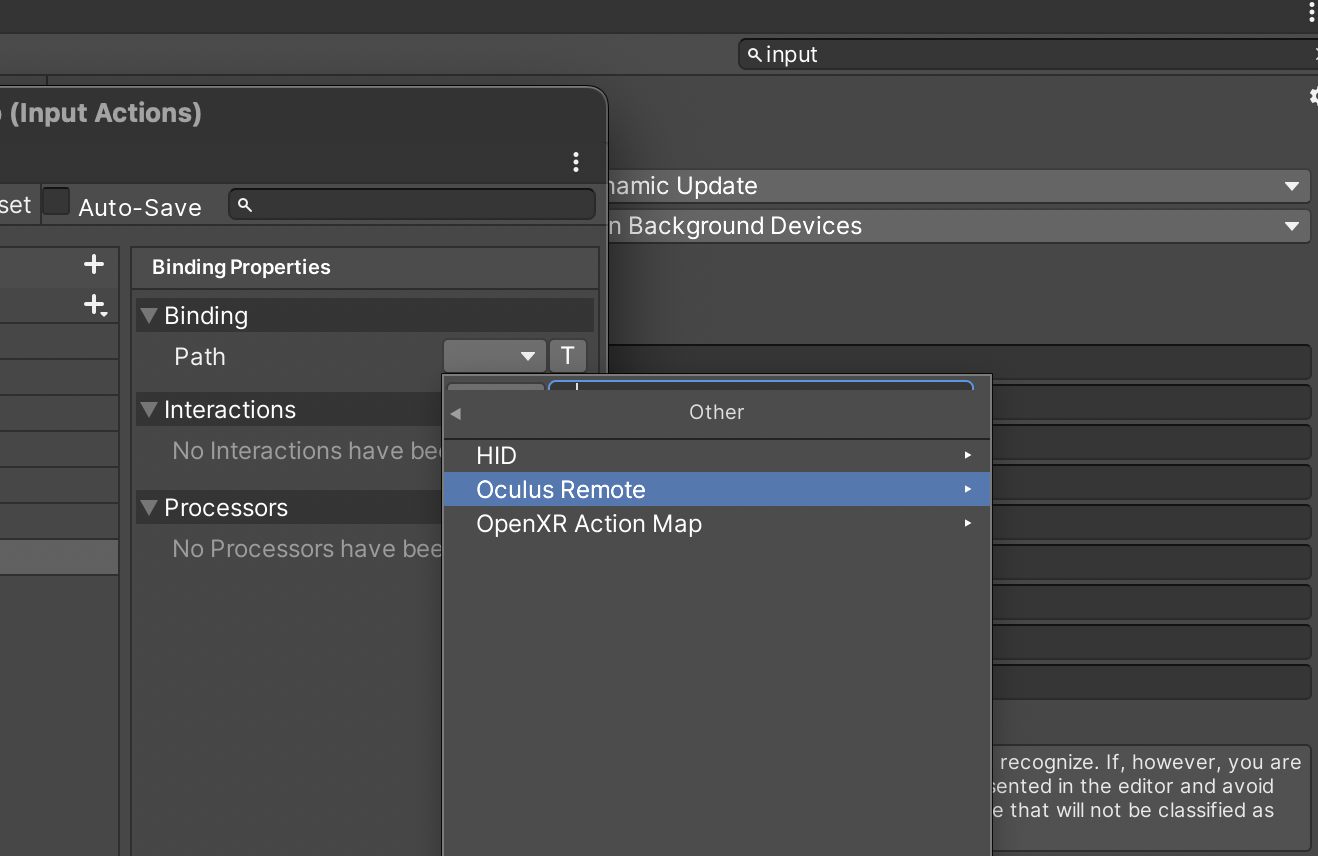 input
(Input Actions)
Auto-Save
namic Update
n Background Devices
set
Binding Properties
Binding
Path
T
Other
Interactions
No Interactions have bee
HID
Oculus Remote
OpenXR Action Map
Processors
No Processors have bee
recognize. If, however, you are
sented in the editor and avoid
e that will not be classified as